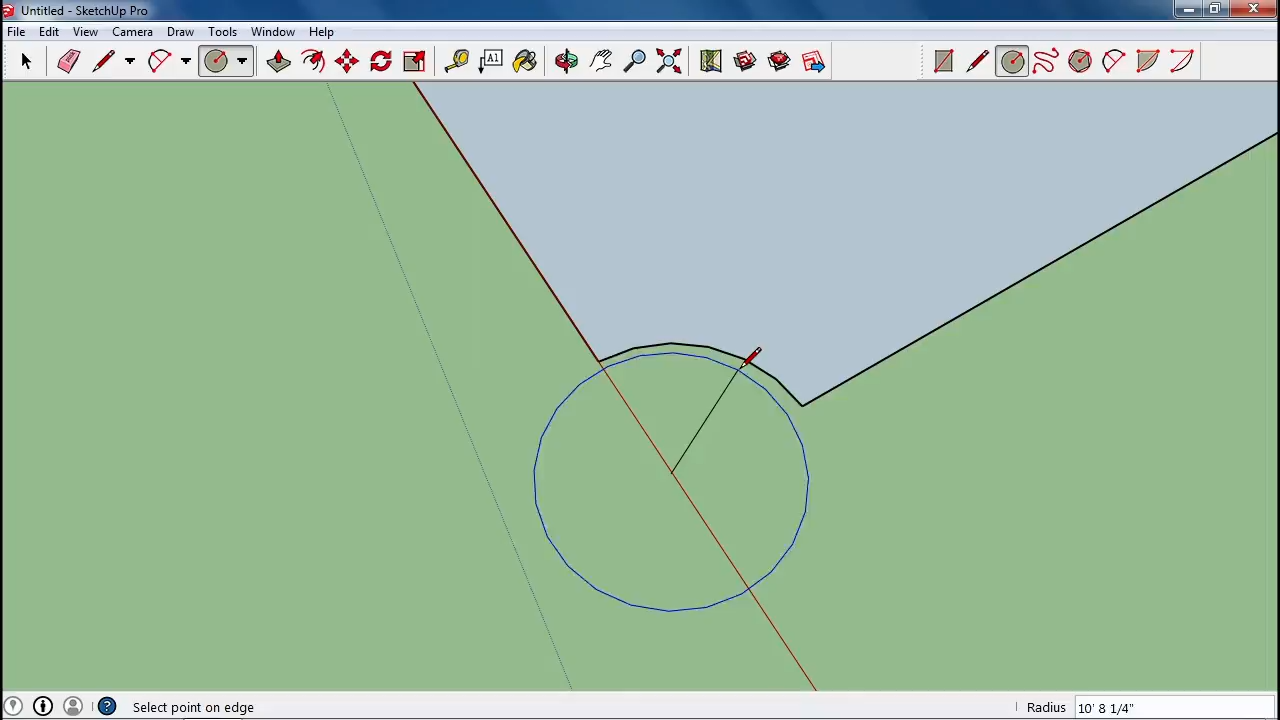 Untitled - SketchUp Pro
File Edit View Camera Draw Tools Window Help
A1
Select point on edge
Radius 10' 8 1/4"